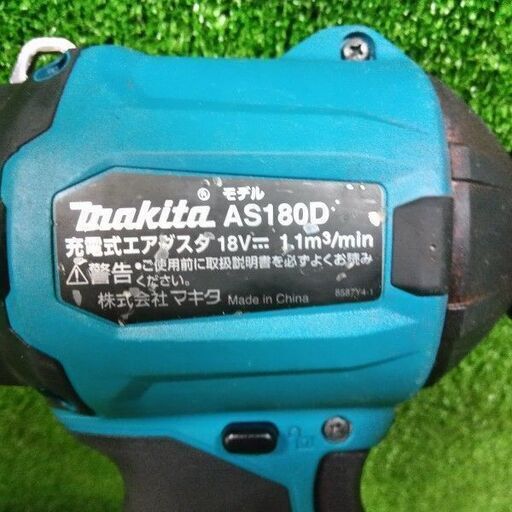 モデル
makita® AS180D
充電式エアダスタ 18V⎓ 1.1m³/min
⚠警告 •ご使用前に取扱説明書を必ずよくお読み
ください。
株式会社マキタ Made in China
8587Y4-1